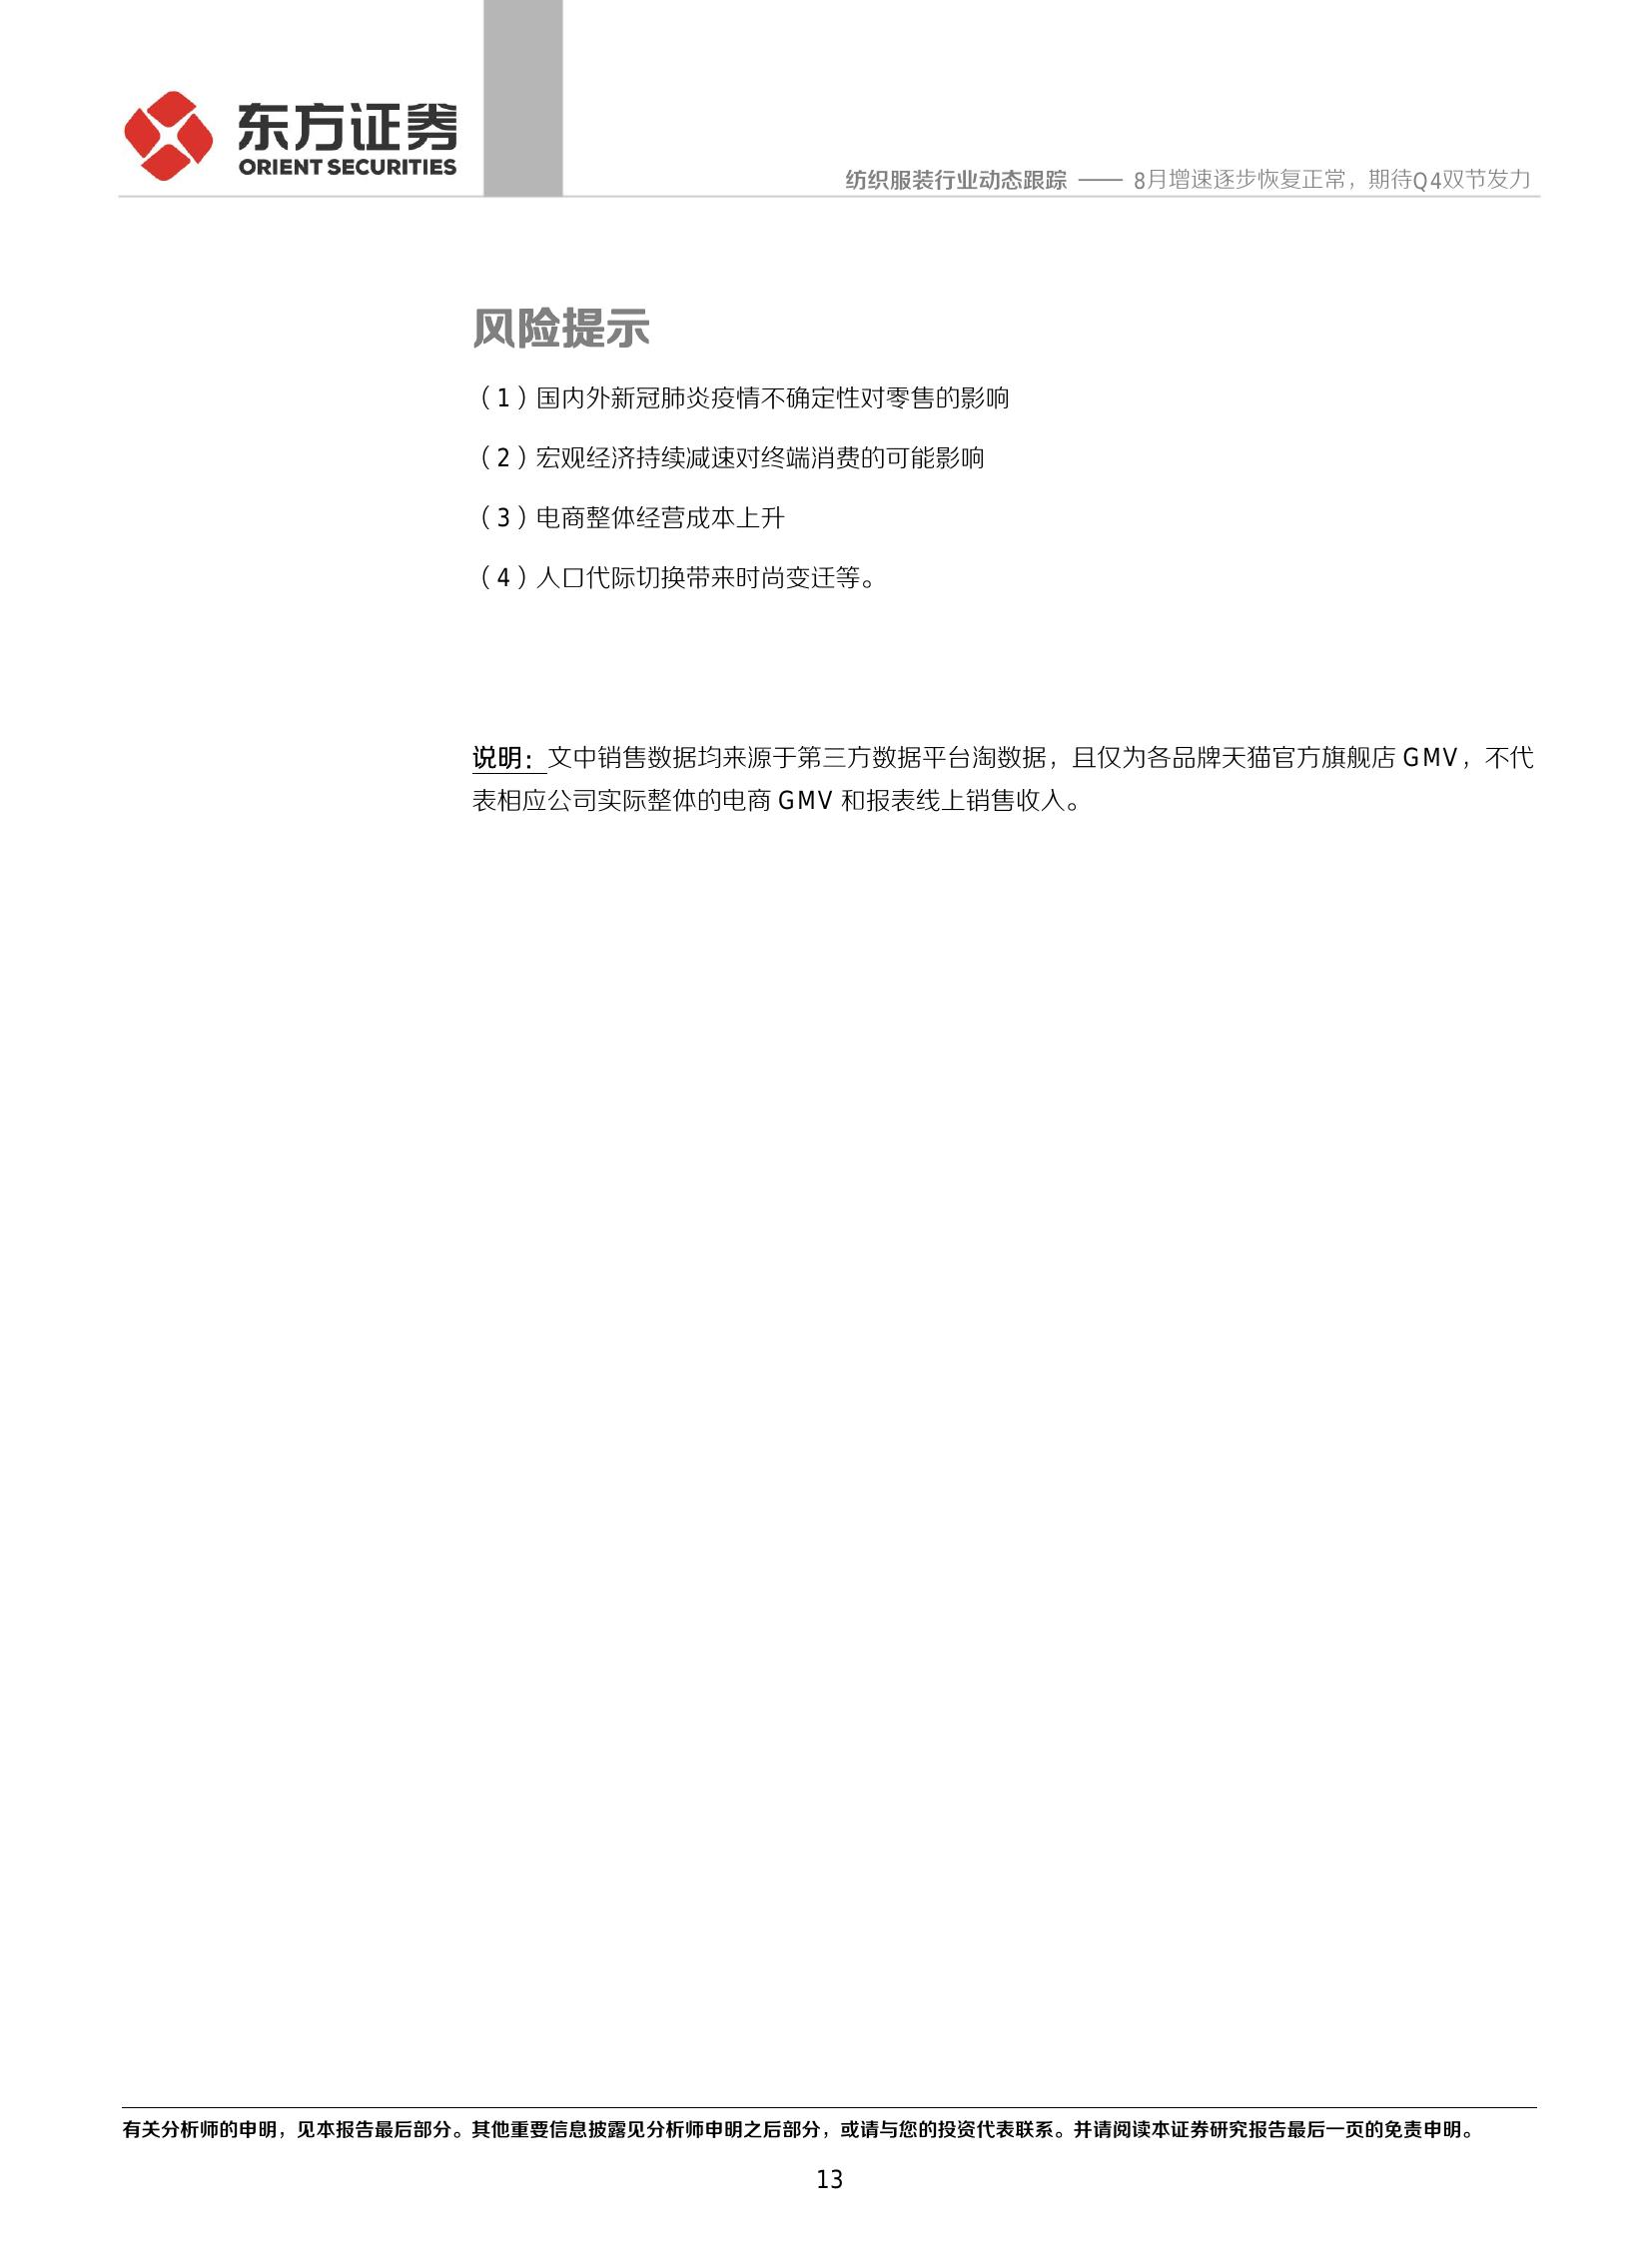 东方证券
ORIENT SECURITIES
纺织服装行业动态跟踪 —— 8月增速逐步恢复正常，期待Q4双节发力
风险提示
（1）国内外新冠肺炎疫情不确定性对零售的影响
（2）宏观经济持续减速对终端消费的可能影响
（3）电商整体经营成本上升
（4）人口代际切换带来时尚变迁等。
说明：文中销售数据均来源于第三方数据平台淘数据，且仅为各品牌天猫官方旗舰店 GMV，不代
表相应公司实际整体的电商 GMV 和报表线上销售收入。
有关分析师的申明，见本报告最后部分。其他重要信息披露见分析师申明之后部分，或请与您的投资代表联系。并请阅读本证券研究报告最后一页的免责申明。
13